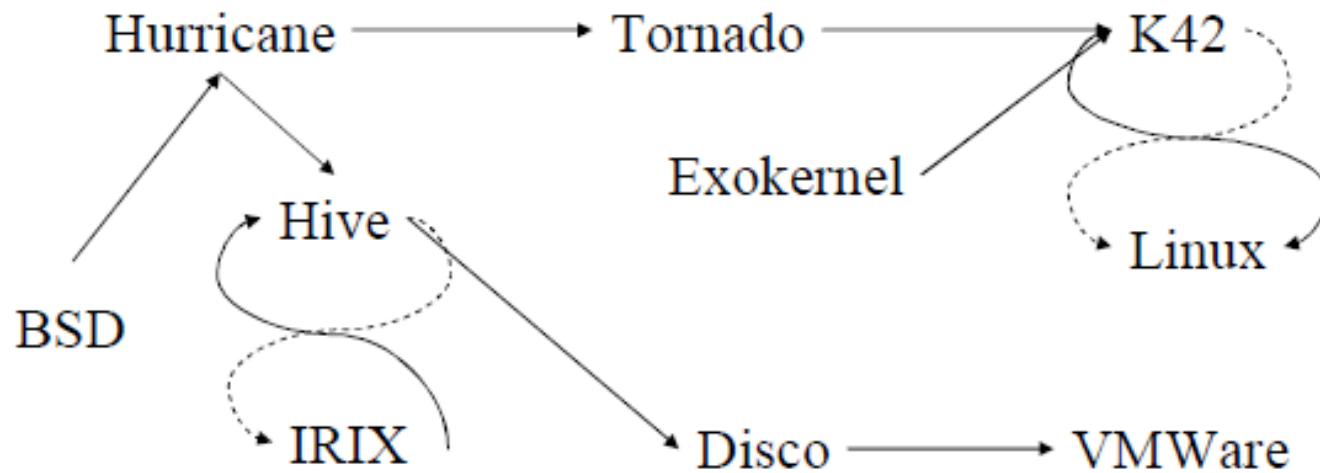 Hurricane Tornado K42
Exokernel
Hive
Linux
BSD
IRIX Disco VMWare